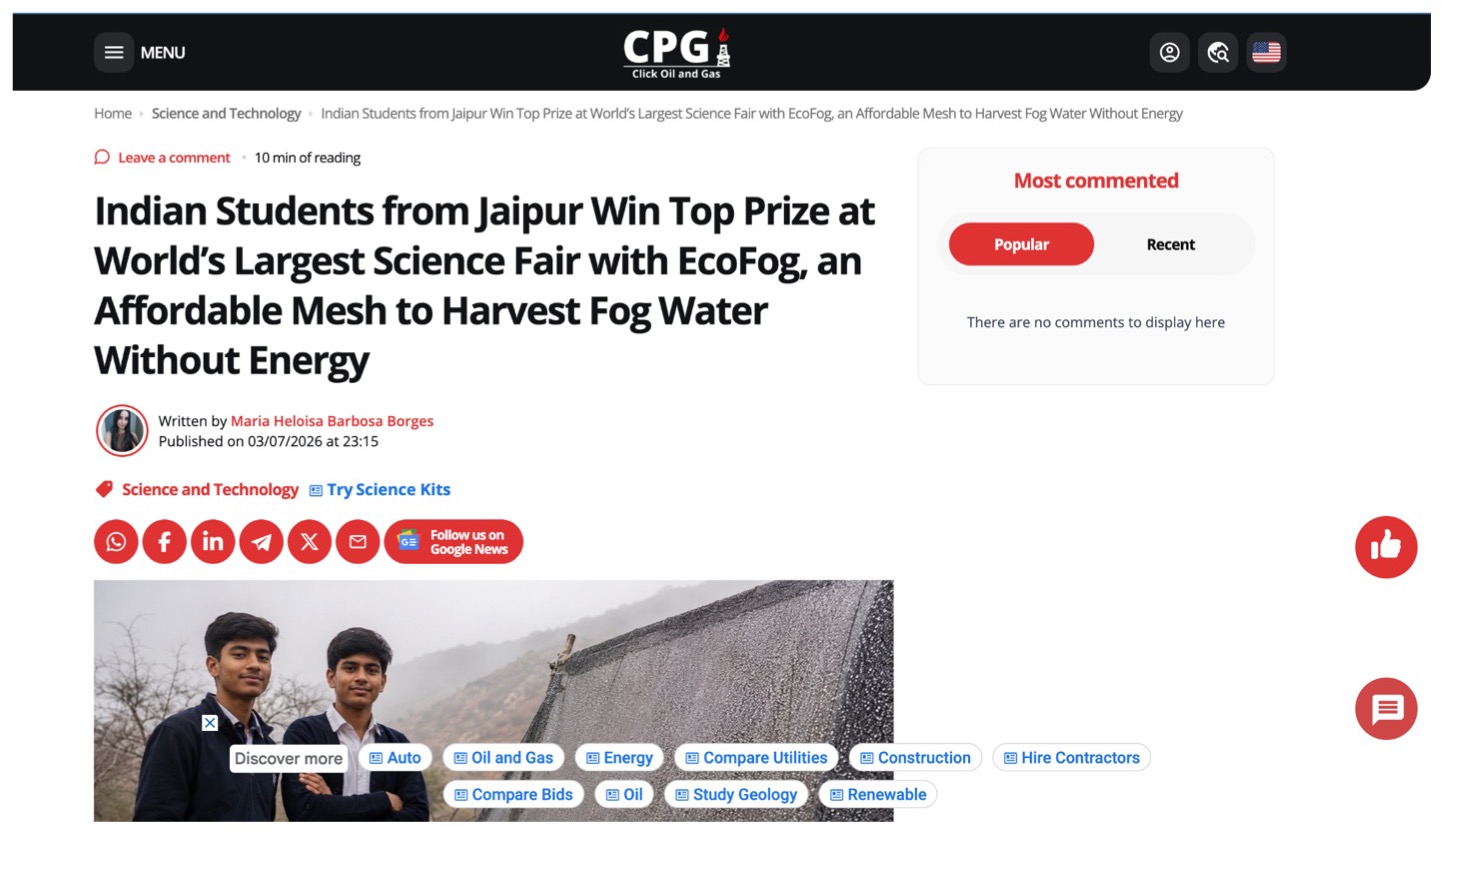 MENU
CPG
Click Oil and Gas
Home › Science and Technology › Indian Students from Jaipur Win Top Prize at World’s Largest Science Fair with EcoFog, an Affordable Mesh to Harvest Fog Water Without Energy
Leave a comment • 10 min of reading
Indian Students from Jaipur Win Top Prize at
World’s Largest Science Fair with EcoFog, an
Affordable Mesh to Harvest Fog Water
Without Energy
Written by Maria Heloisa Barbosa Borges
Published on 03/07/2026 at 23:15
Science and Technology Try Science Kits
Follow us on
Google News
Most commented
Popular Recent
There are no comments to display here
Discover more Auto Oil and Gas Energy Compare Utilities Construction Hire Contractors
Compare Bids Oil Study Geology Renewable